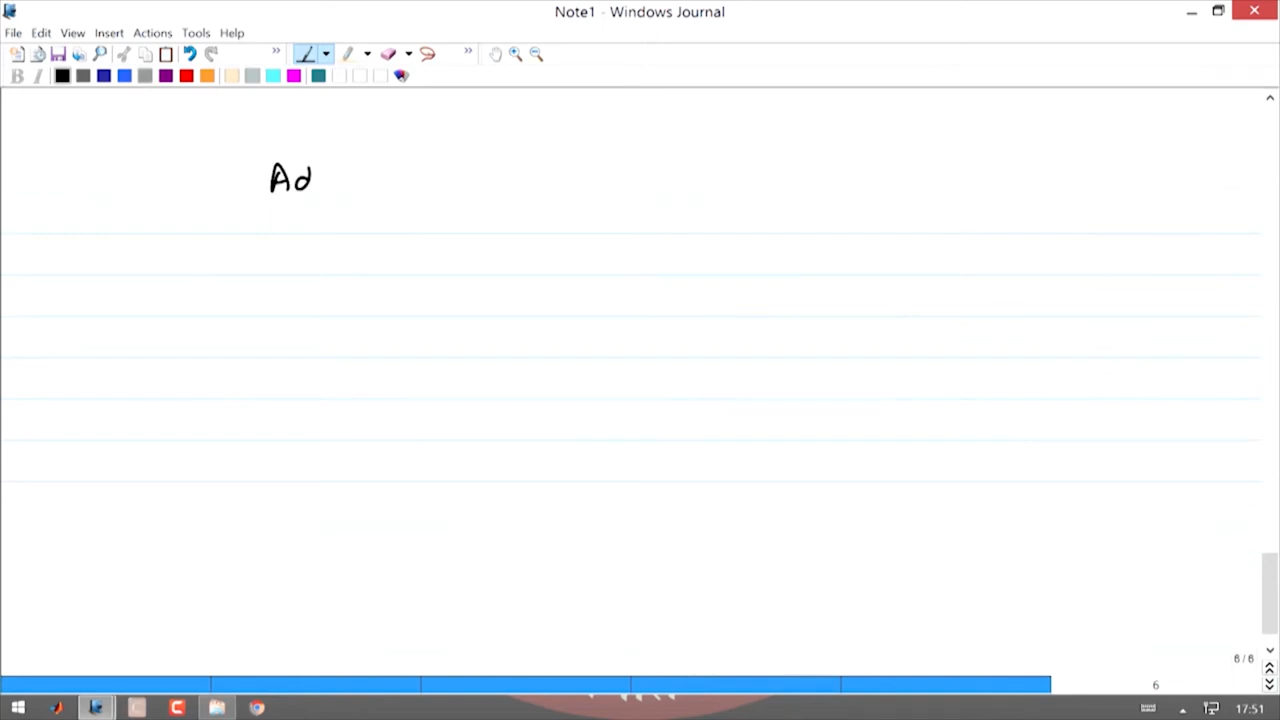 Note1 - Windows Journal
File Edit View Insert Actions Tools Help
B I
Ad
6 / 6
6
17:51